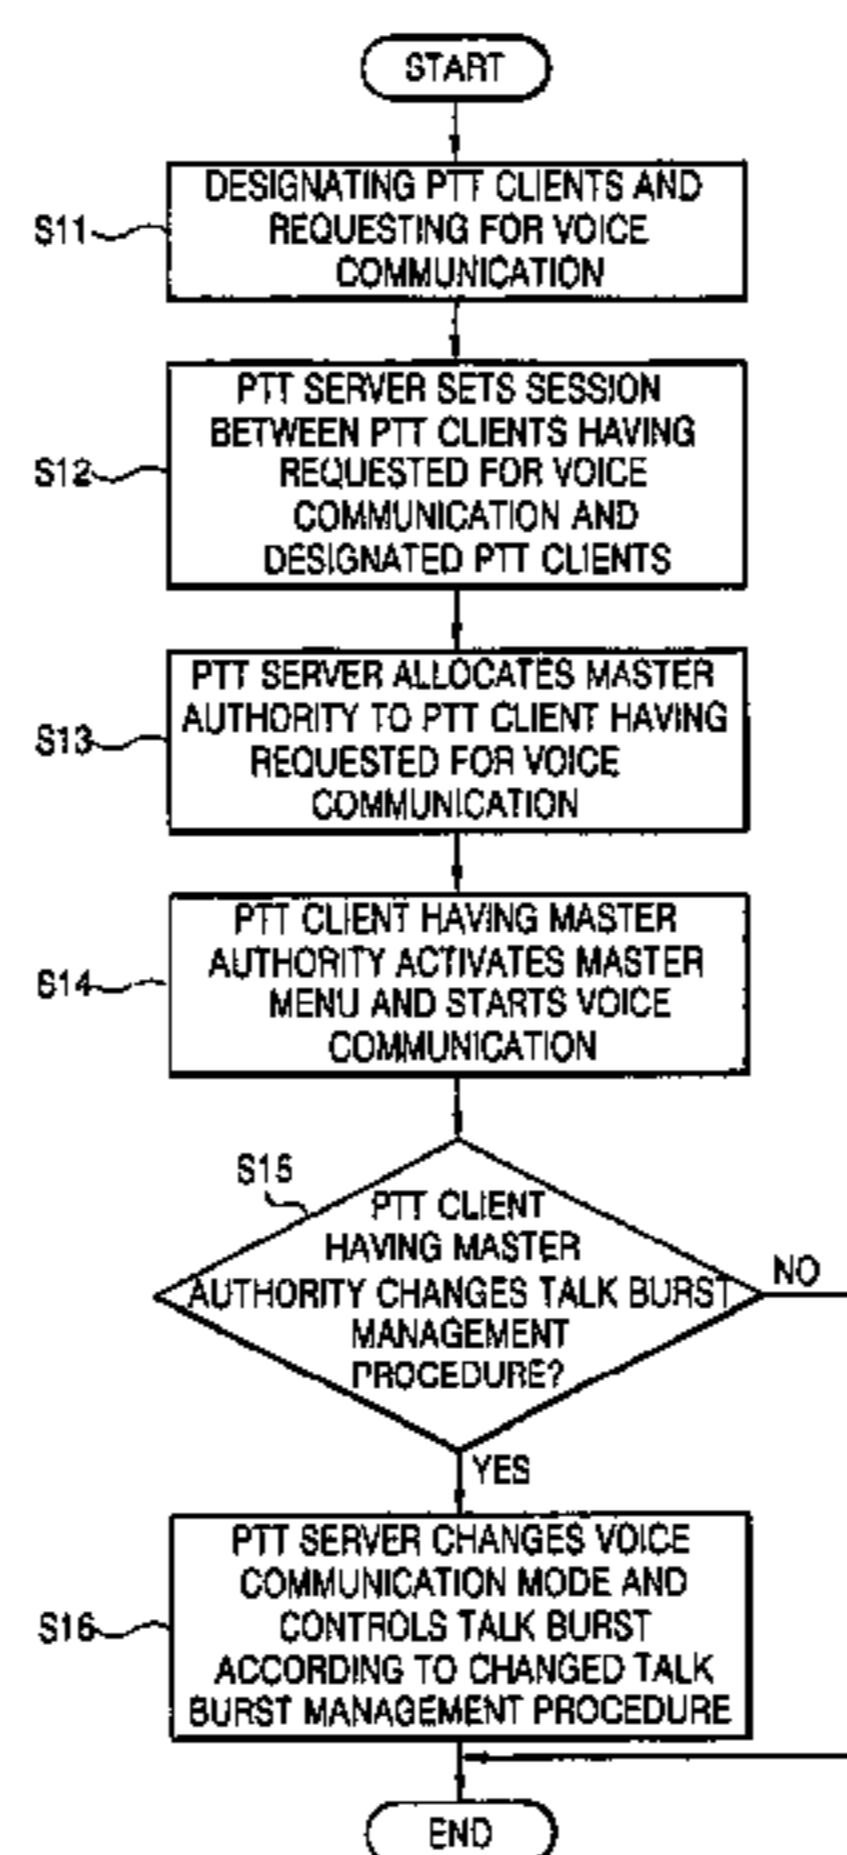 START
S11
DESIGNATING PTT CLIENTS AND
REQUESTING FOR VOICE
COMMUNICATION
S12
PTT SERVER SETS SESSION
BETWEEN PTT CLIENTS HAVING
REQUESTED FOR VOICE
COMMUNICATION AND
DESIGNATED PTT CLIENTS
S13
PTT SERVER ALLOCATES MASTER
AUTHORITY TO PTT CLIENT HAVING
REQUESTED FOR VOICE
COMMUNICATION
S14
PTT CLIENT HAVING MASTER
AUTHORITY ACTIVATES MASTER
MENU AND STARTS VOICE
COMMUNICATION
S15
PTT CLIENT
HAVING MASTER
AUTHORITY CHANGES TALK BURST
MANAGEMENT
PROCEDURE?
NO
YES
S16
PTT SERVER CHANGES VOICE
COMMUNICATION MODE AND
CONTROLS TALK BURST
ACCORDING TO CHANGED TALK
BURST MANAGEMENT PROCEDURE
END